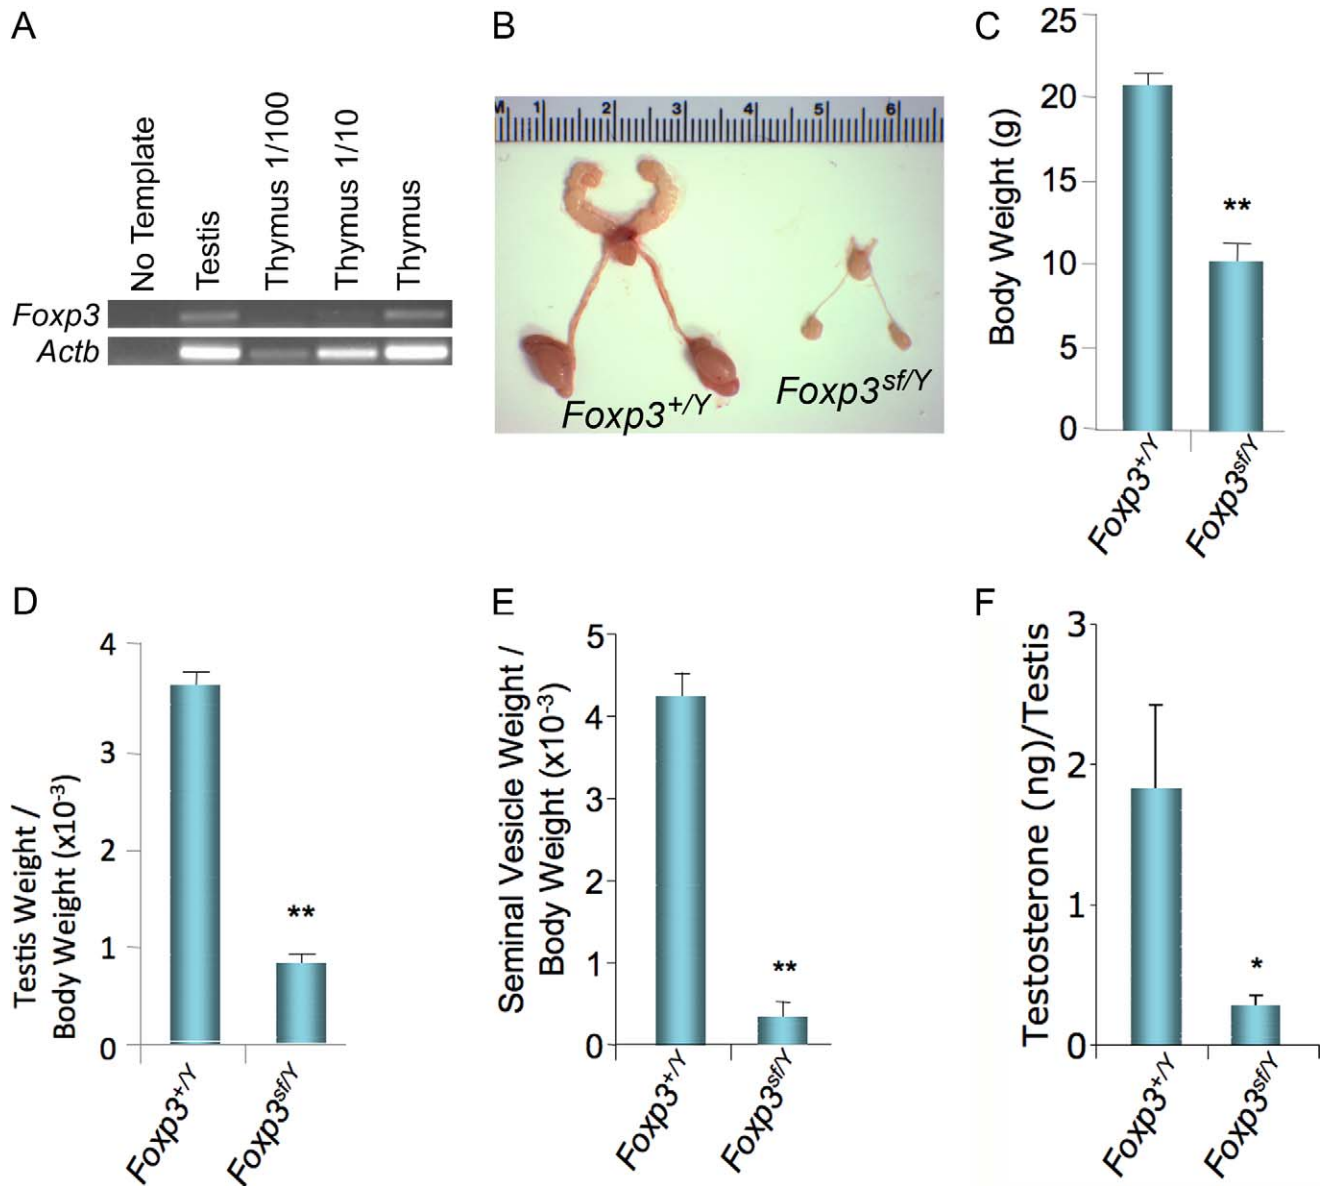 A
No Template
Testis
Thymus 1/100
Thymus 1/10
Thymus
Foxp3
Actb
B
M 1 2 3 4 5 6
Foxp3+/Y
Foxp3sf/Y
C
Body Weight (g)
25
20
15
10
5
0
**
Foxp3+/Y
Foxp3sf/Y
D
Testis Weight /
Body Weight (x10-3)
4
3
2
1
0
**
Foxp3+/Y
Foxp3sf/Y
E
Seminal Vesicle Weight /
Body Weight (x10-3)
5
4
3
2
1
0
**
Foxp3+/Y
Foxp3sf/Y
F
Testosterone (ng)/Testis
3
2
1
0
*
Foxp3+/Y
Foxp3sf/Y